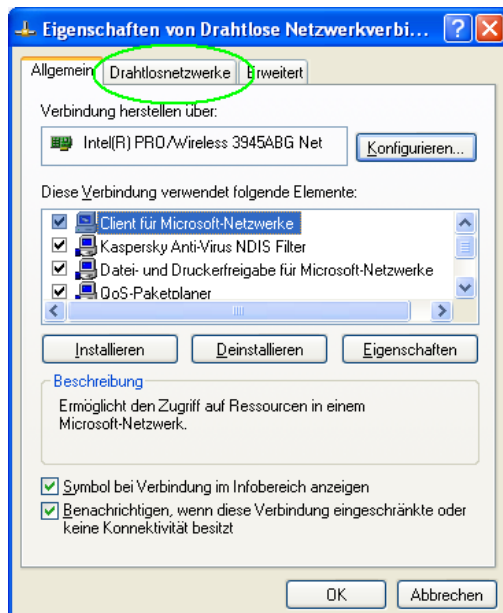 Eigenschaften von Drahtlose Netzwerkverbi...
Allgemein Drahtlosnetzwerke Erweitert
Verbindung herstellen über:
Intel(R) PRO/Wireless 3945ABG Net Konfigurieren...
Diese Verbindung verwendet folgende Elemente:
Client für Microsoft-Netzwerke
Kaspersky Anti-Virus NDIS Filter
Datei- und Druckerfreigabe für Microsoft-Netzwerke
QoS-Paketplaner
Installieren Deinstallieren Eigenschaften
Beschreibung
Ermöglicht den Zugriff auf Ressourcen in einem
Microsoft-Netzwerk.
Symbol bei Verbindung im Infobereich anzeigen
Benachrichtigen, wenn diese Verbindung eingeschränkte oder
keine Konnektivität besitzt
OK Abbrechen